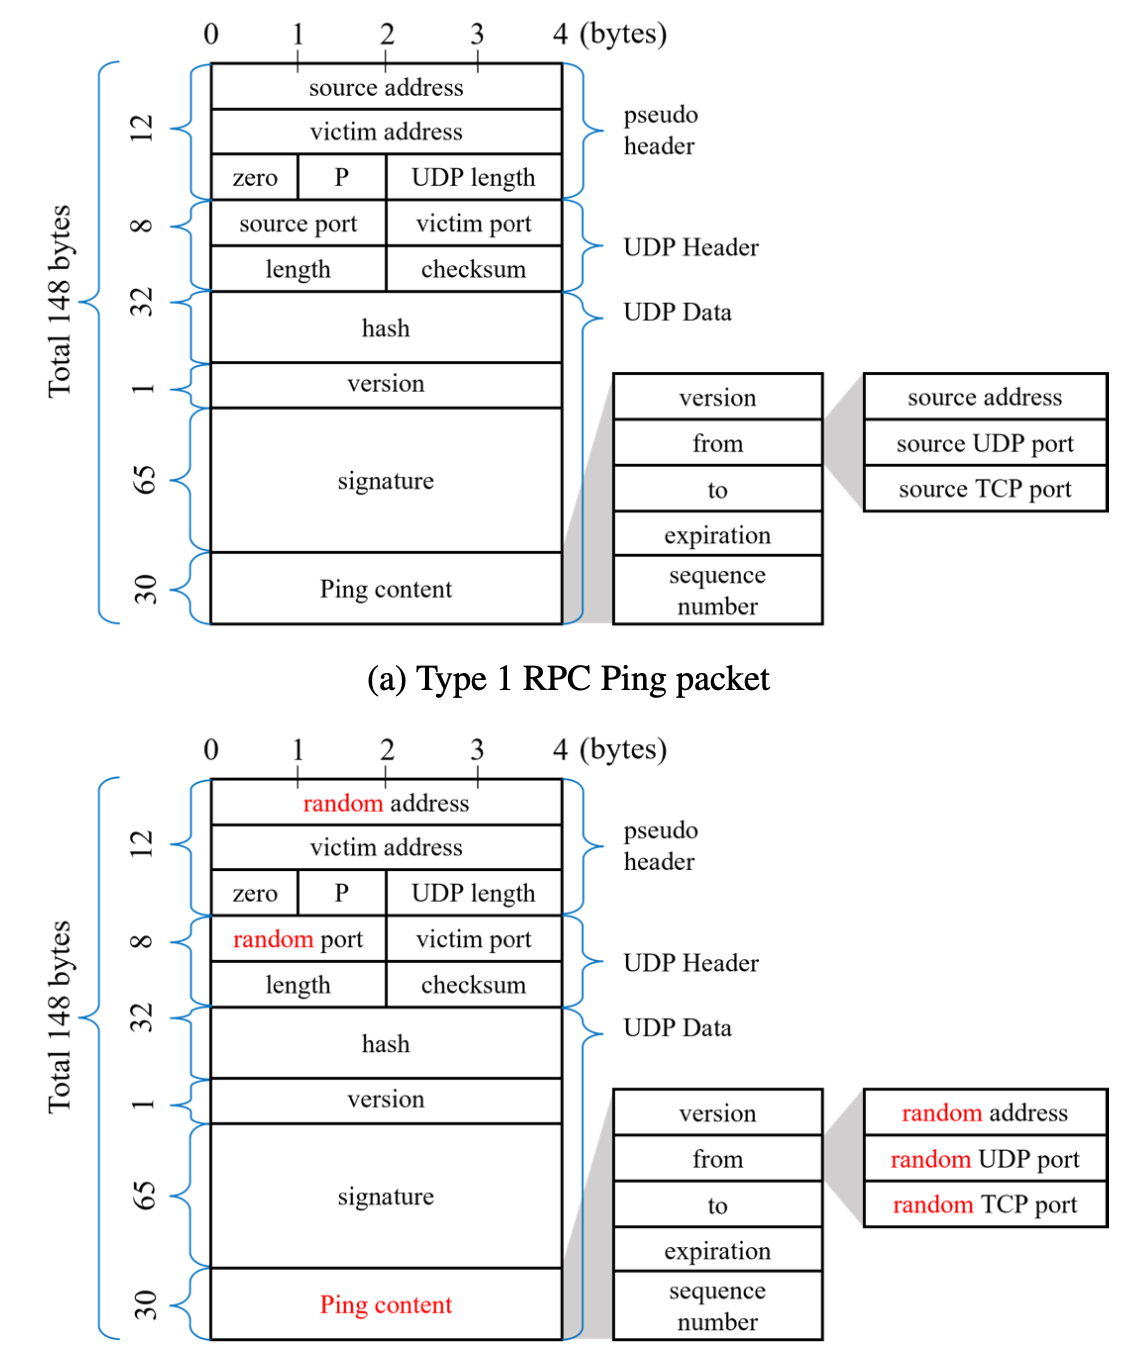 0 1 2 3 4 (bytes)
source address
victim address
zero P UDP length
source port victim port
length checksum
hash
version
signature
Ping content
Total 148 bytes
12
8
32
1
65
30
pseudo
header
UDP Header
UDP Data
version
from
to
expiration
sequence
number
source address
source UDP port
source TCP port
(a) Type 1 RPC Ping packet
0 1 2 3 4 (bytes)
random address
victim address
zero P UDP length
random port victim port
length checksum
hash
version
signature
Ping content
Total 148 bytes
12
8
32
1
65
30
pseudo
header
UDP Header
UDP Data
version
from
to
expiration
sequence
number
random address
random UDP port
random TCP port